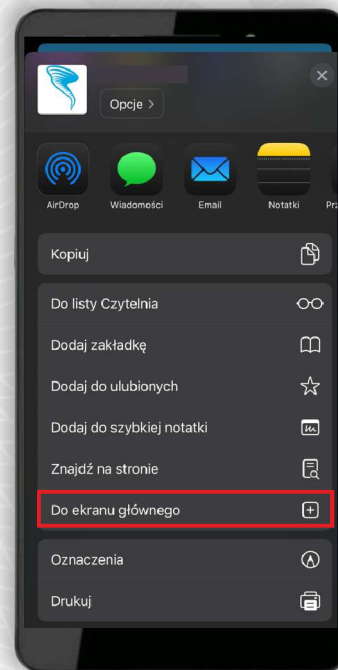 Opcje >
AirDrop Wiadomości Email Notatki
Kopiuj
Do listy Czytelnia
Dodaj zakładkę
Dodaj do ulubionych
Dodaj do szybkiej notatki
Znajdź na stronie
Do ekranu głównego
Oznaczenia
Drukuj